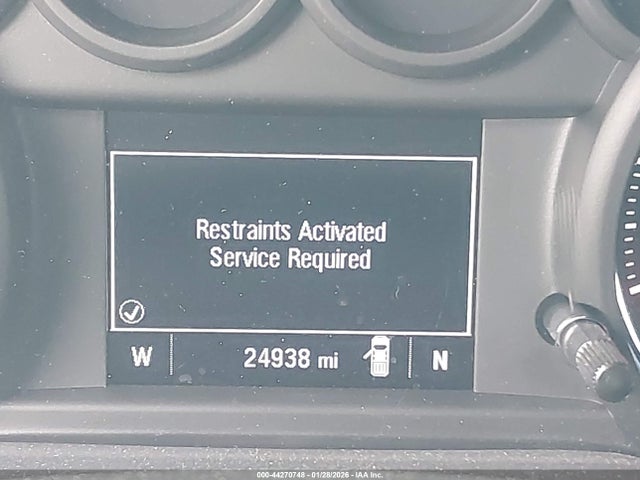 Restraints Activated
Service Required
W 24938 mi N
000-44270748 - 01/28/2026 - IAA Inc.